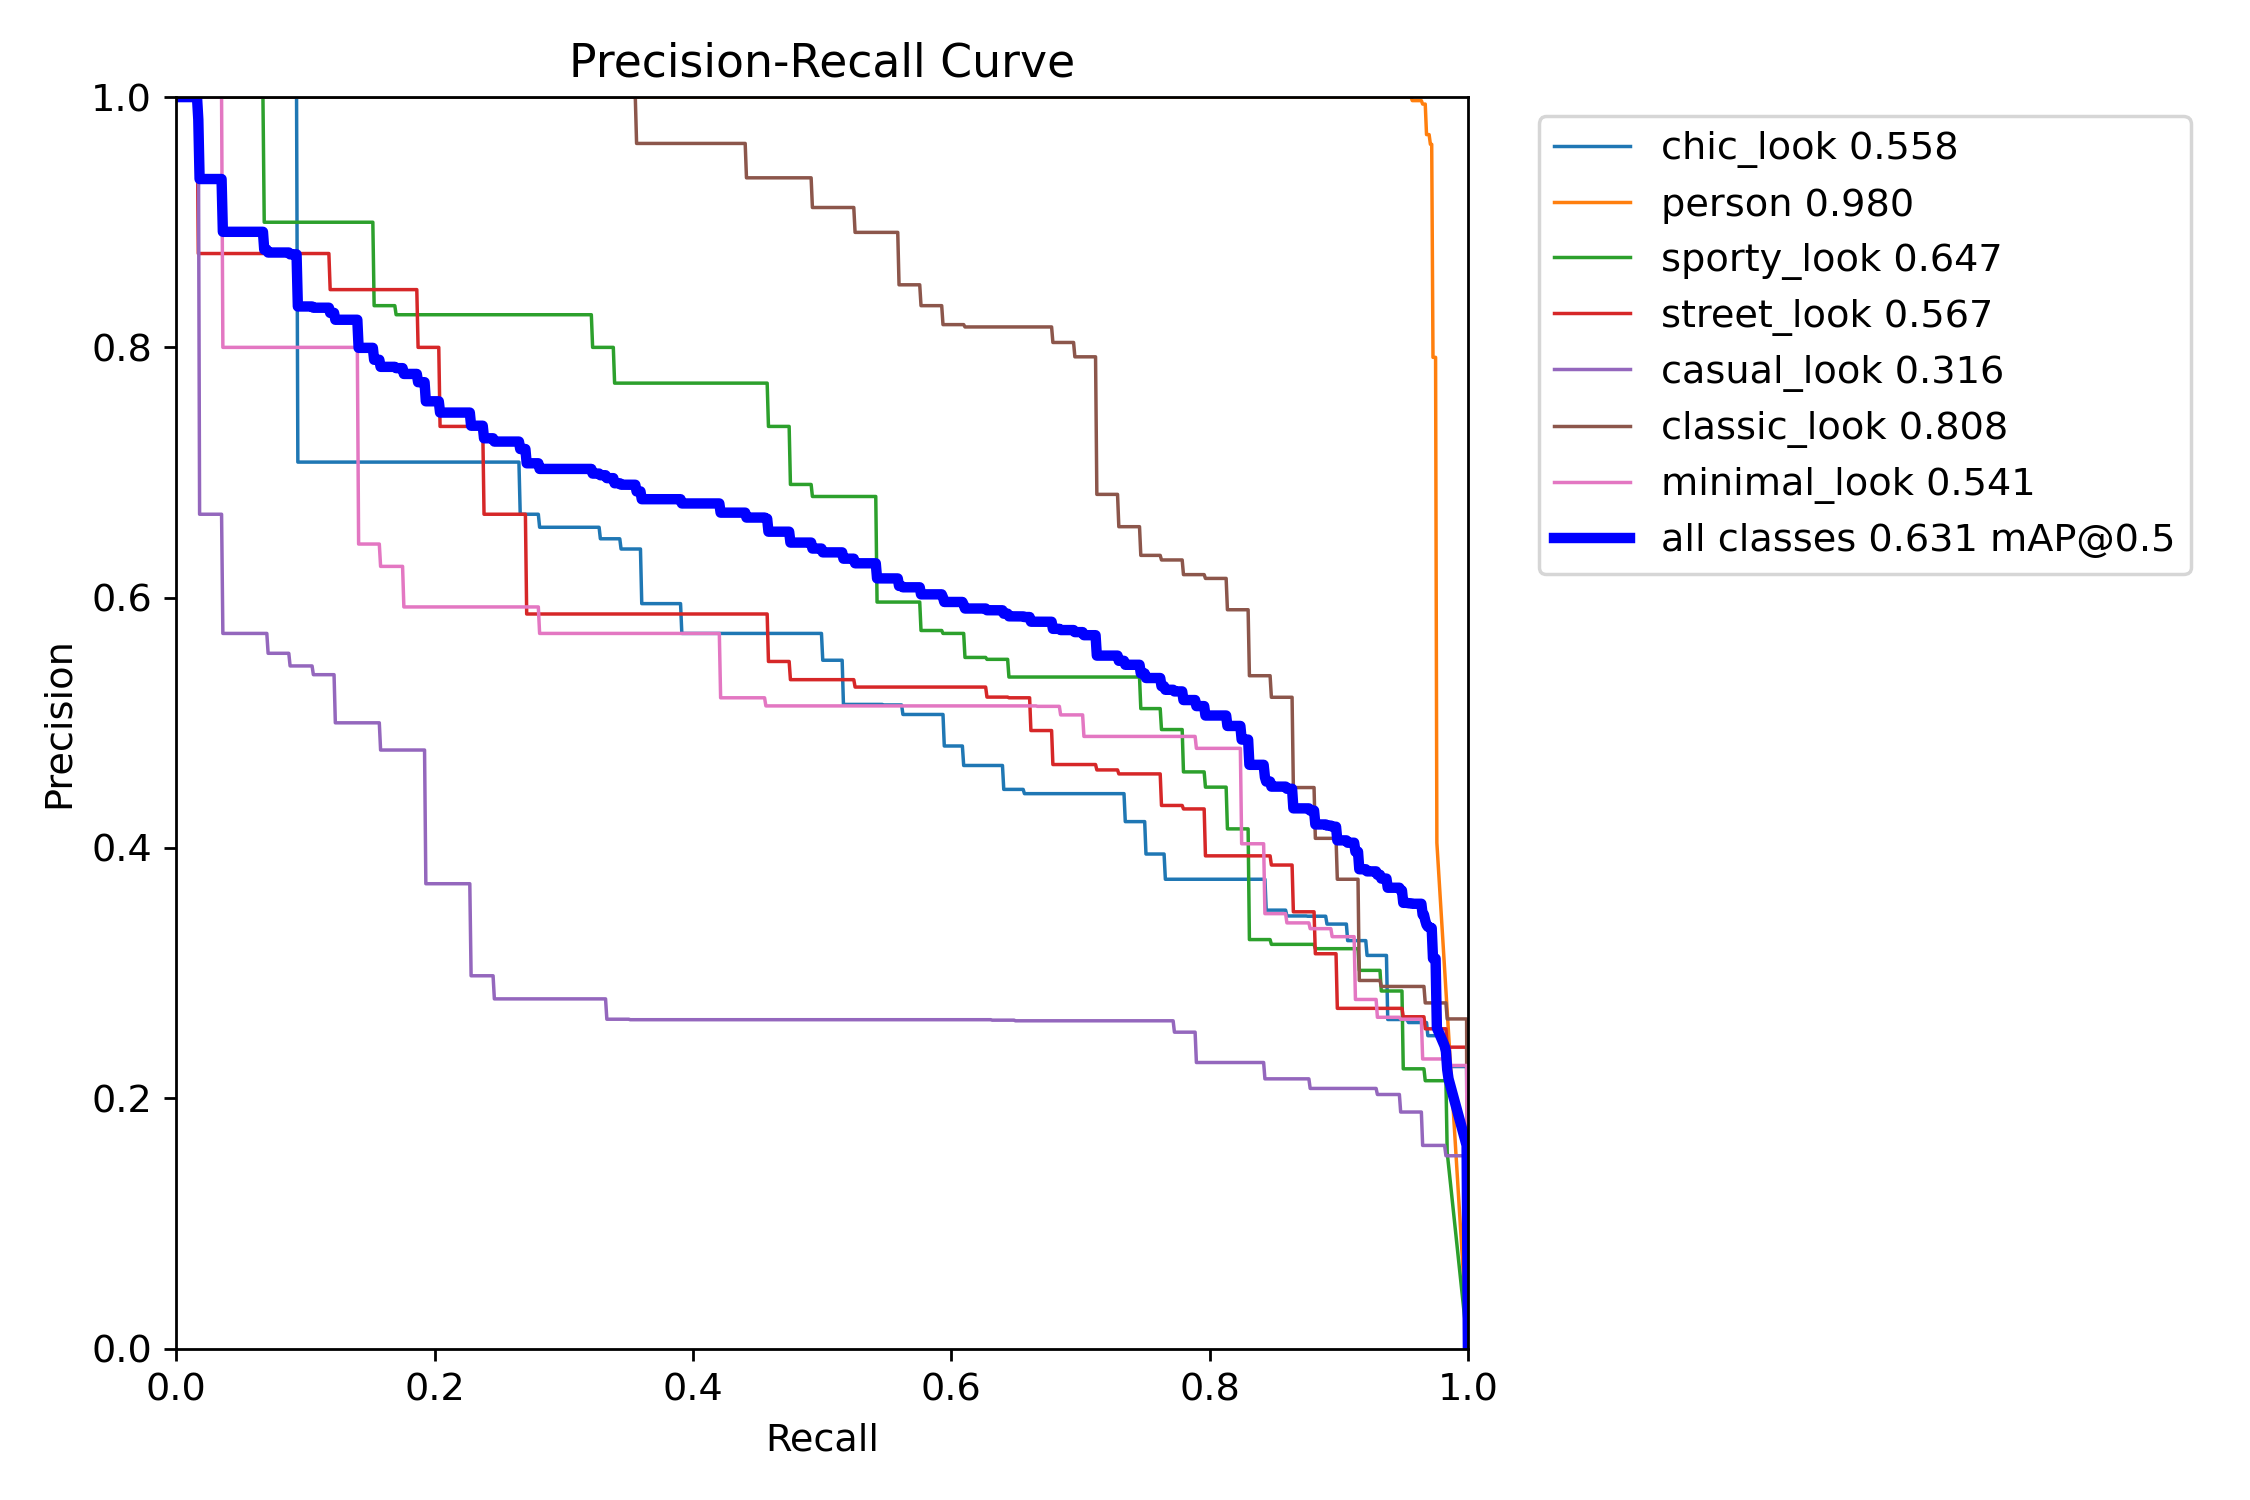 Precision-Recall Curve
1.0
0.8
0.6
0.4
0.2
0.0
Precision
0.0 0.2 0.4 0.6 0.8 1.0
Recall
chic_look 0.558
person 0.980
sporty_look 0.647
street_look 0.567
casual_look 0.316
classic_look 0.808
minimal_look 0.541
all classes 0.631 mAP@0.5